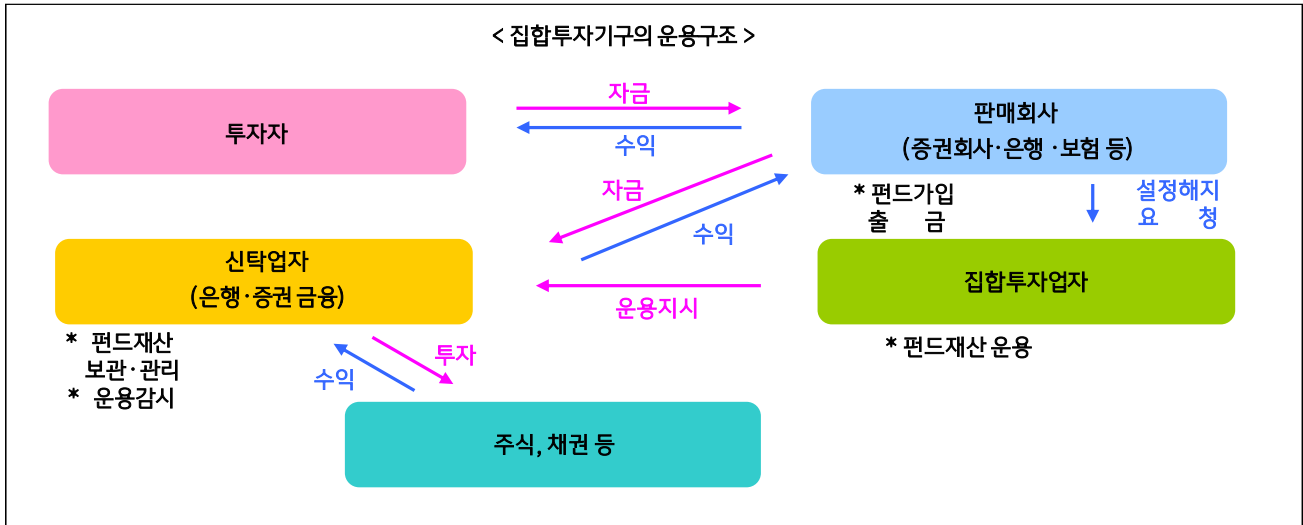 < 집합투자기구의 운용구조 >
투자자
자금
수익
판매회사
(증권회사·은행 ·보험 등)
자금
수익
* 펀드가입
출 금
설정해지
요 청
신탁업자
(은행·증권 금융)
운용지시
집합투자업자
* 펀드재산
보관·관리
* 운용감시
* 펀드재산 운용
투자
수익
주식, 채권 등